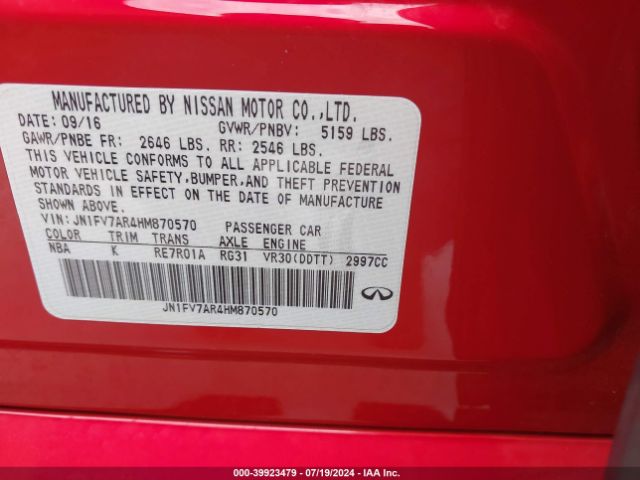 MANUFACTURED BY NISSAN MOTOR CO.,LTD.
DATE: 09/16 GVWR/PNBV: 5159 LBS.
GAWR/PNBE FR: 2646 LBS. RR: 2546 LBS.
THIS VEHICLE CONFORMS TO ALL APPLICABLE FEDERAL
MOTOR VEHICLE SAFETY, BUMPER, AND THEFT PREVENTION
STANDARDS IN EFFECT ON THE DATE OF MANUFACTURE
SHOWN ABOVE.
VIN: JN1FV7AR4HM870570 PASSENGER CAR
COLOR TRIM TRANS AXLE ENGINE
NBA K RE7R01A RG31 VR30(DDTT) 2997CC
JN1FV7AR4HM870570
000-39923479 - 07/19/2024 - IAA Inc.